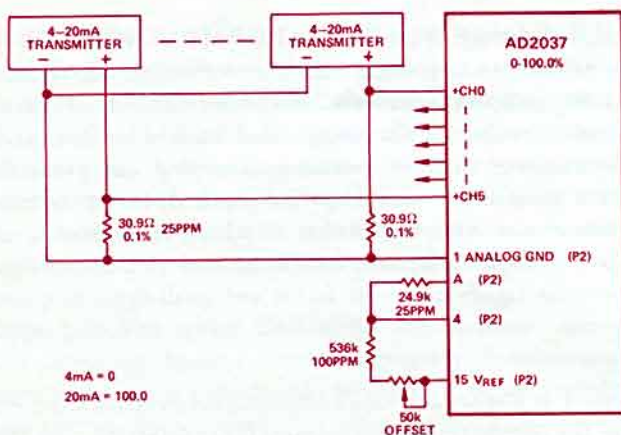 4–20mA
TRANSMITTER
–
+
4–20mA
TRANSMITTER
–
+
AD2037
0-100.0%
+CH0
+CH5
30.9Ω 25PPM
0.1%
30.9Ω
0.1%
1 ANALOG GND (P2)
A (P2)
24.9k
25PPM
4 (P2)
536k
100PPM
15 VREF (P2)
50k
OFFSET
4mA = 0
20mA = 100.0